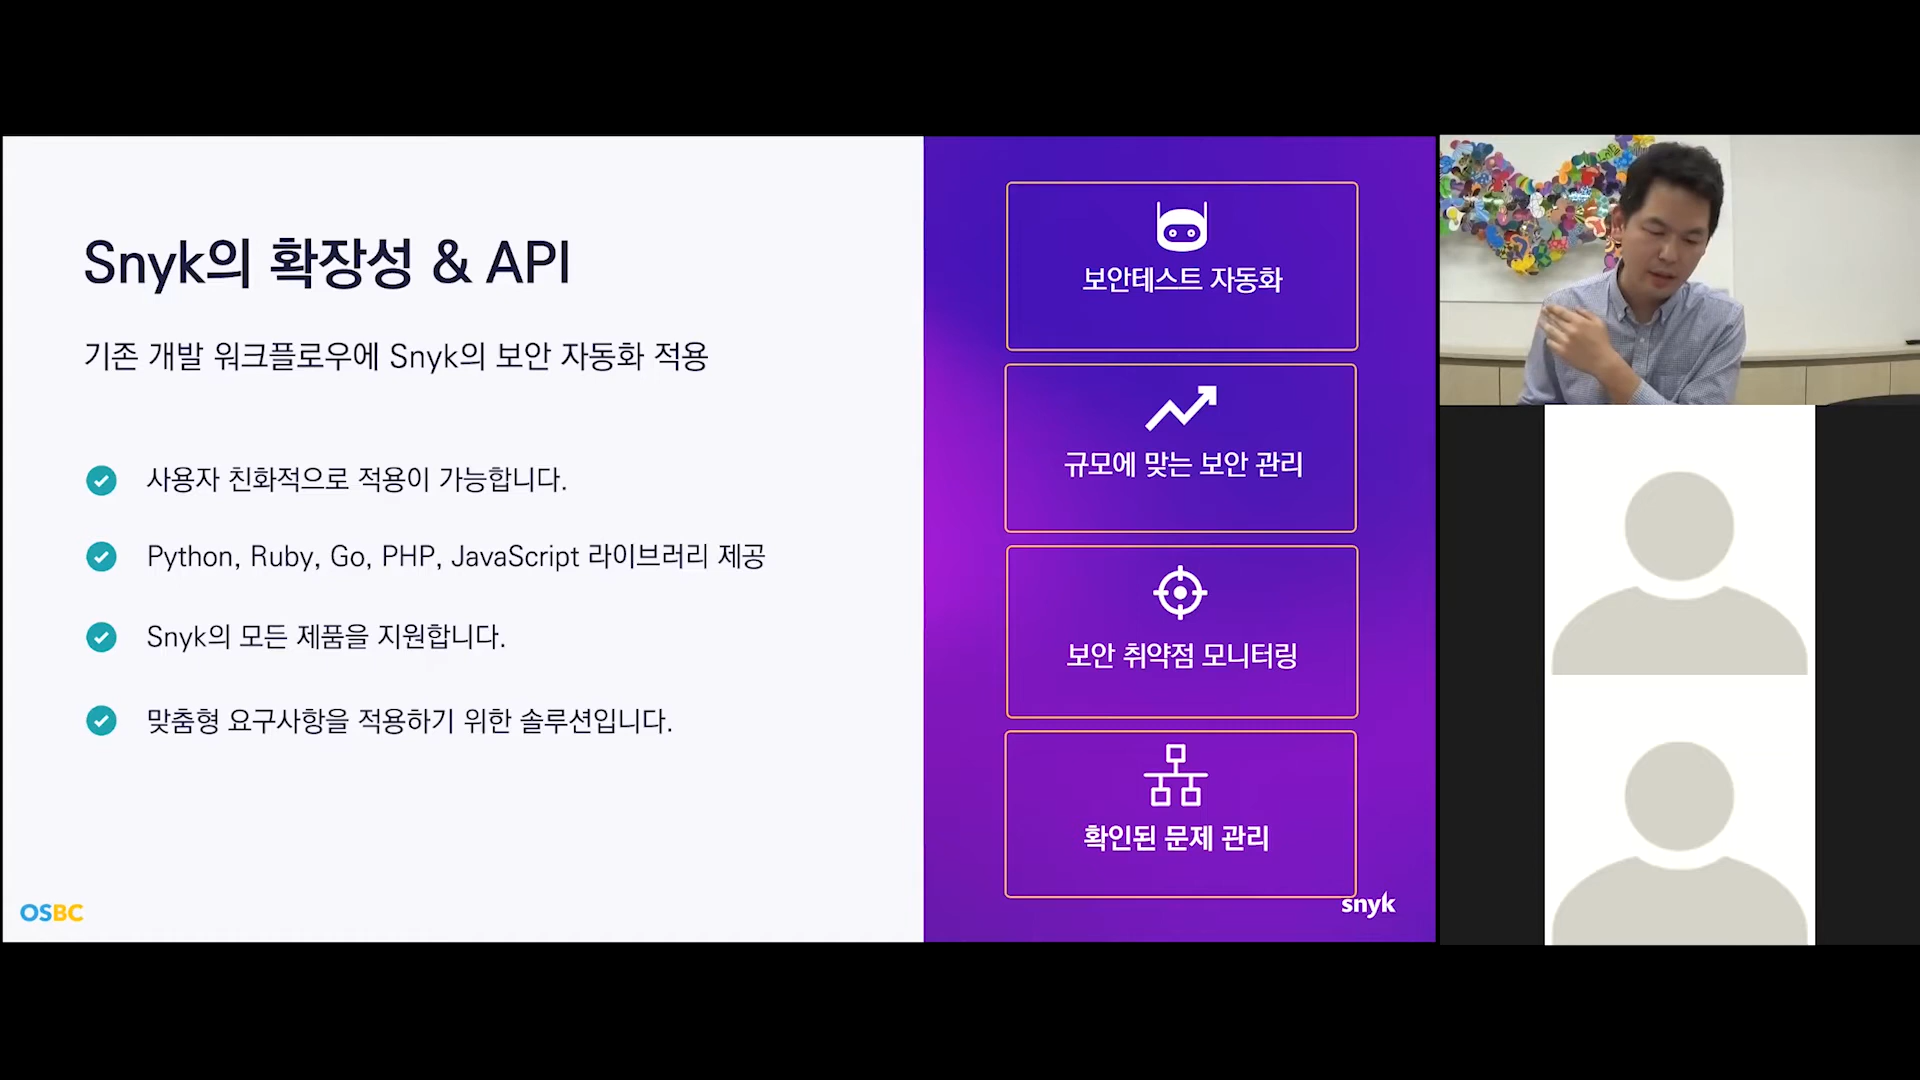 Snyk의 확장성 & API
기존 개발 워크플로우에 Snyk의 보안 자동화 적용
사용자 친화적으로 적용이 가능합니다.
Python, Ruby, Go, PHP, JavaScript 라이브러리 제공
Snyk의 모든 제품을 지원합니다.
맞춤형 요구사항을 적용하기 위한 솔루션입니다.
OSBC
보안테스트 자동화
규모에 맞는 보안 관리
보안 취약점 모니터링
확인된 문제 관리
snyk